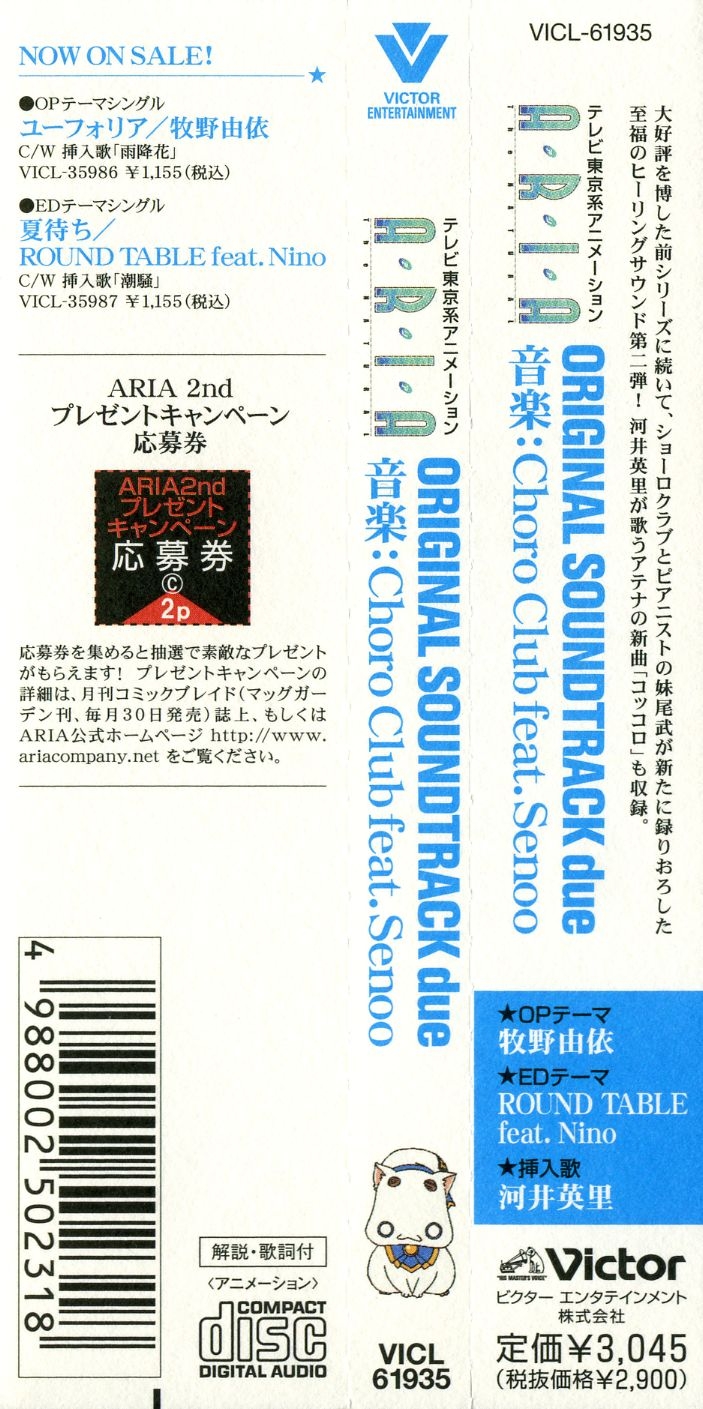 NOW ON SALE!
●OPテーマシングル
ユーフォリア／牧野由依
C/W 挿入歌「雨降花」
VICL-35986 ￥1,155(税込)
●EDテーマシングル
夏待ち／
ROUND TABLE feat. Nino
C/W 挿入歌「潮騒」
VICL-35987 ￥1,155(税込)
ARIA 2nd
プレゼントキャンペーン
応募券
ARIA2nd
プレゼント
キャンペーン
応募券
©
2p
応募券を集めると抽選で素敵なプレゼント
がもらえます! プレゼントキャンペーンの
詳細は、月刊コミックブレイド(マッグガー
デン刊、毎月30日発売)誌上、もしくは
ARIA公式ホームページ http://www.
ariacompany.net をご覧ください。
4 988002 502318
解説・歌詞付
〈アニメーション〉
COMPACT
disc
DIGITAL AUDIO
VICTOR
ENTERTAINMENT
テレビ東京系アニメーション
A・R・I・A
The NATURAL
ORIGINAL SOUNDTRACK due
音楽：Choro Club feat. Senoo
VICL
61935
VICL-61935
大好評を博した前シリーズに続いて、ショーロクラブとピアニストの妹尾武が新たに録りおろした
至福のヒーリングサウンド第二弾! 河井英里が歌うアテナの新曲「コッコロ」も収録。
テレビ東京系アニメーション
A・R・I・A
The NATURAL
ORIGINAL SOUNDTRACK due
音楽：Choro Club feat. Senoo
★OPテーマ
牧野由依
★EDテーマ
ROUND TABLE
feat. Nino
★挿入歌
河井英里
"HIS MASTER'S VOICE"
Victor
ビクター エンタテインメント
株式会社
定価￥3,045
(税抜価格￥2,900)